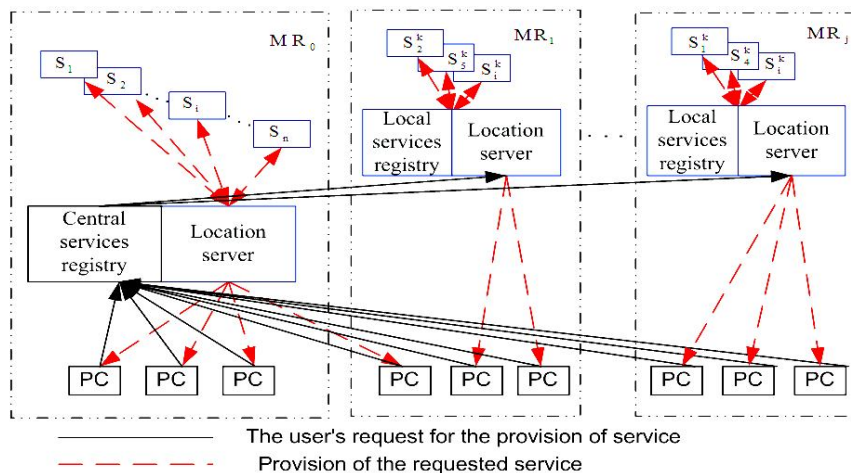 MR₀
S₁
S₂
Sᵢ
Sₙ
Central
services
registry
Location
server
PC PC PC
MR₁
S₂ᵏ
S₅ᵏ
Sᵢᵏ
Local
services
registry
Location
server
PC PC PC
. . . .
MRⱼ
S₁ᵏ
S₄ᵏ
Sᵢᵏ
Local
services
registry
Location
server
PC PC PC
The user's request for the provision of service
Provision of the requested service